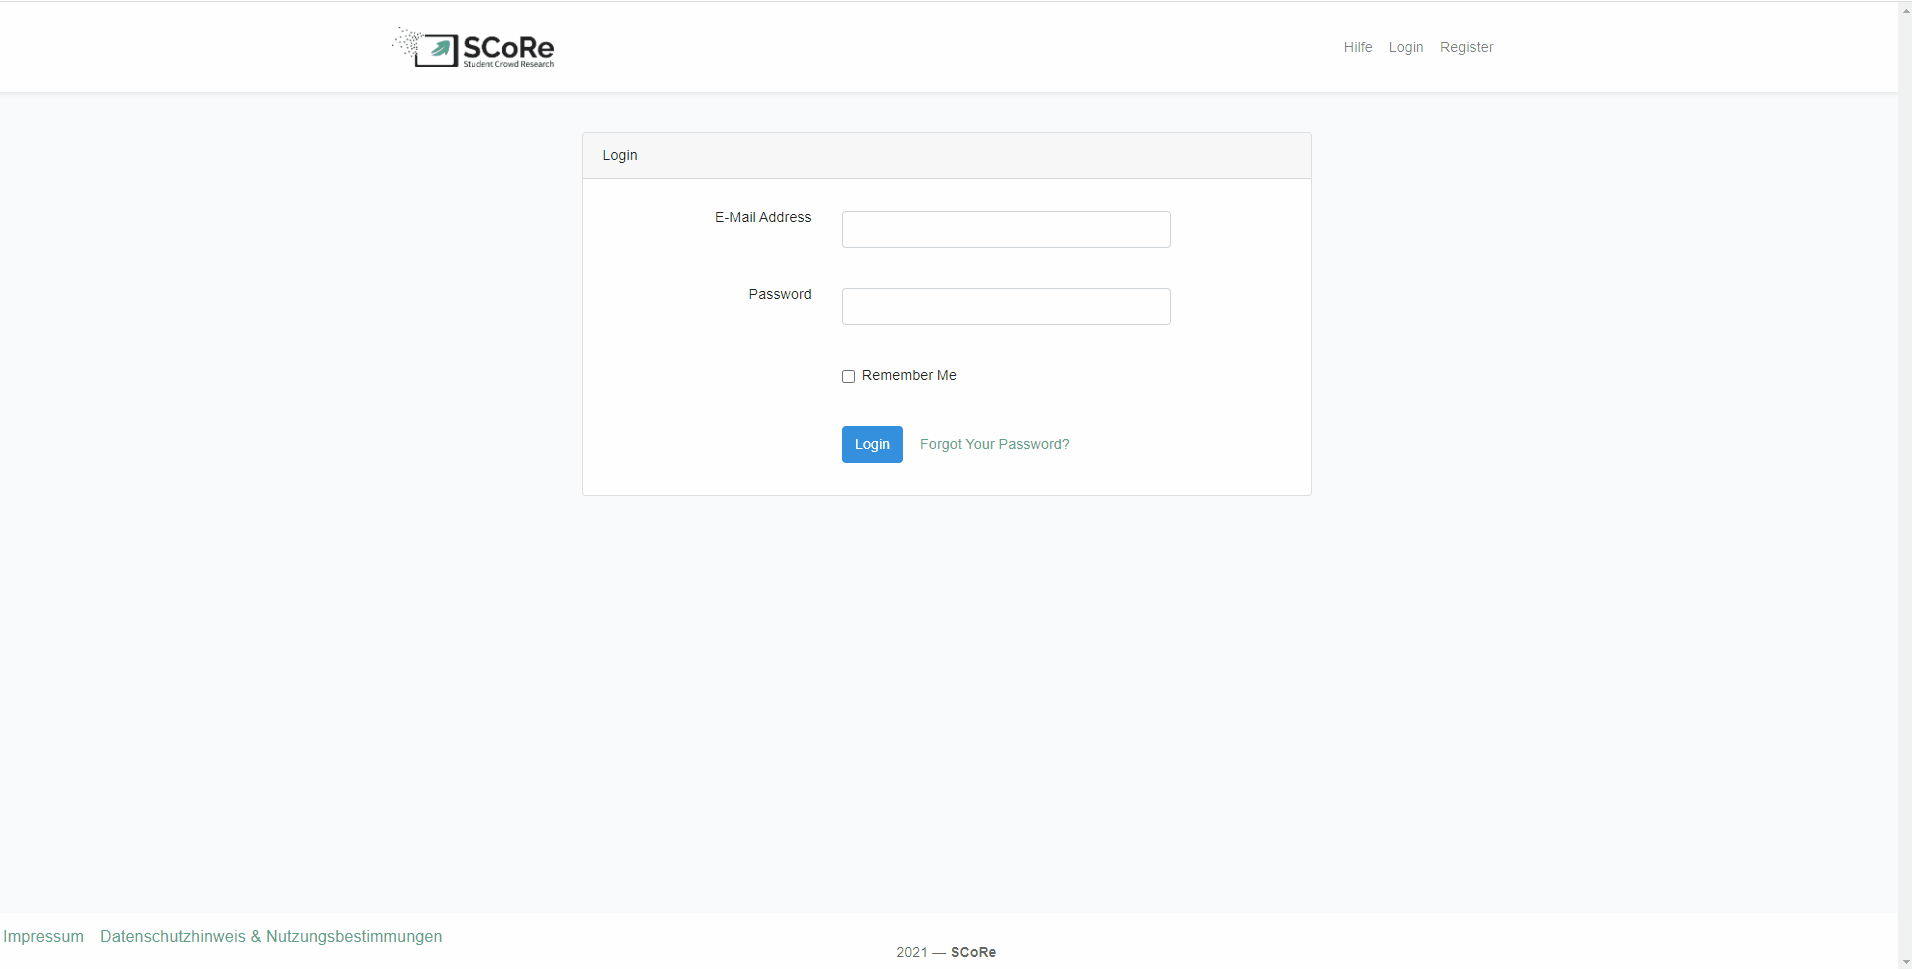 SCoRe
Student Crowd Research
Hilfe Login Register
Login
E-Mail Address
Password
Remember Me
Login Forgot Your Password?
Impressum Datenschutzhinweis & Nutzungsbestimmungen
2021 — SCoRe